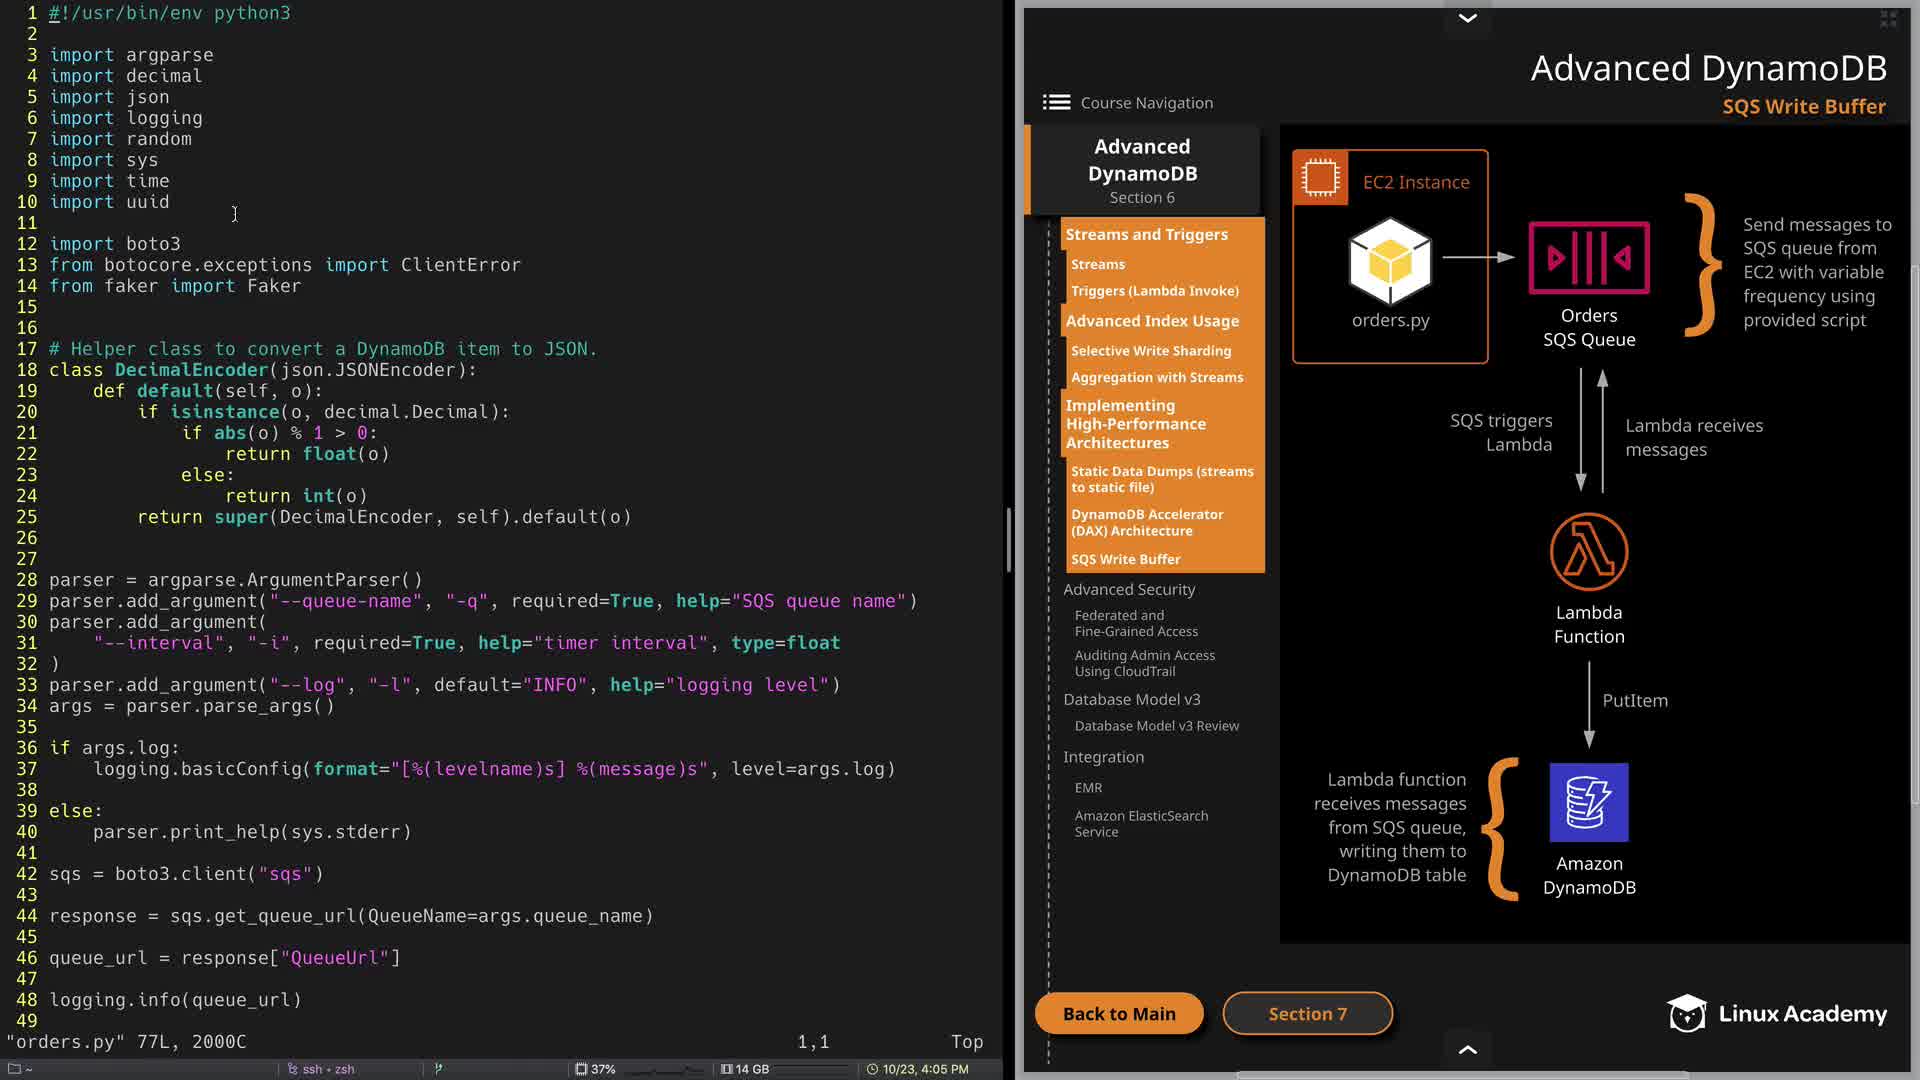 1 #!/usr/bin/env python3
2
3 import argparse
4 import decimal
5 import json
6 import logging
7 import random
8 import sys
9 import time
10 import uuid
11
12 import boto3
13 from botocore.exceptions import ClientError
14 from faker import Faker
15
16
17 # Helper class to convert a DynamoDB item to JSON.
18 class DecimalEncoder(json.JSONEncoder):
19     def default(self, o):
20         if isinstance(o, decimal.Decimal):
21             if abs(o) % 1 > 0:
22                 return float(o)
23             else:
24                 return int(o)
25         return super(DecimalEncoder, self).default(o)
26
27
28 parser = argparse.ArgumentParser()
29 parser.add_argument("--queue-name", "-q", required=True, help="SQS queue name")
30 parser.add_argument(
31     "--interval", "-i", required=True, help="timer interval", type=float
32 )
33 parser.add_argument("--log", "-l", default="INFO", help="logging level")
34 args = parser.parse_args()
35
36 if args.log:
37     logging.basicConfig(format="[%(levelname)s] %(message)s", level=args.log)
38
39 else:
40     parser.print_help(sys.stderr)
41
42 sqs = boto3.client("sqs")
43
44 response = sqs.get_queue_url(QueueName=args.queue_name)
45
46 queue_url = response["QueueUrl"]
47
48 logging.info(queue_url)
49
"orders.py" 77L, 2000C 1,1 Top
~ ssh • zsh 37% 14 GB 10/23, 4:05 PM
Advanced DynamoDB
SQS Write Buffer
Course Navigation
Advanced
DynamoDB
Section 6
Streams and Triggers
Streams
Triggers (Lambda Invoke)
Advanced Index Usage
Selective Write Sharding
Aggregation with Streams
Implementing
High-Performance
Architectures
Static Data Dumps (streams
to static file)
DynamoDB Accelerator
(DAX) Architecture
SQS Write Buffer
Advanced Security
Federated and
Fine-Grained Access
Auditing Admin Access
Using CloudTrail
Database Model v3
Database Model v3 Review
Integration
EMR
Amazon ElasticSearch
Service
EC2 Instance
orders.py
Orders
SQS Queue
Send messages to
SQS queue from
EC2 with variable
frequency using
provided script
SQS triggers
Lambda
Lambda receives
messages
Lambda
Function
PutItem
Lambda function
receives messages
from SQS queue,
writing them to
DynamoDB table
Amazon
DynamoDB
Back to Main
Section 7
Linux Academy